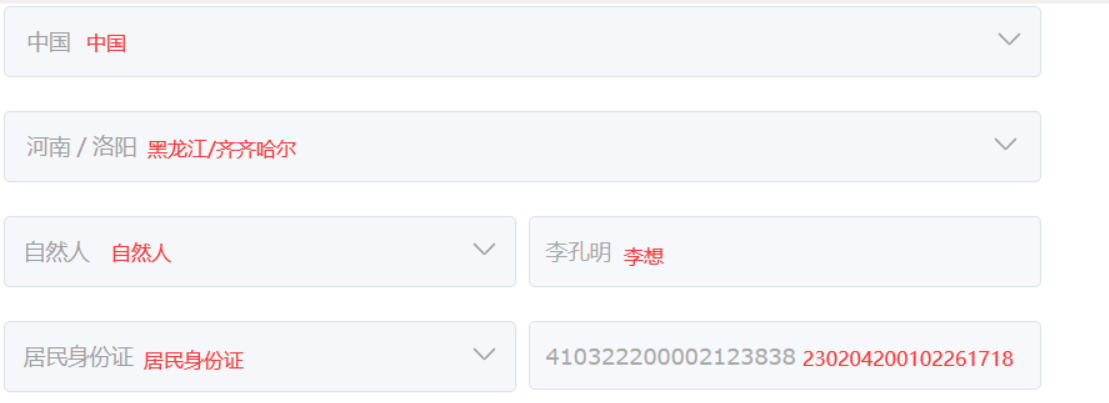 中国 中国
河南 / 洛阳 黑龙江/齐齐哈尔
自然人 自然人 李孔明 李想
居民身份证 居民身份证 410322200002123838 230204200102261718